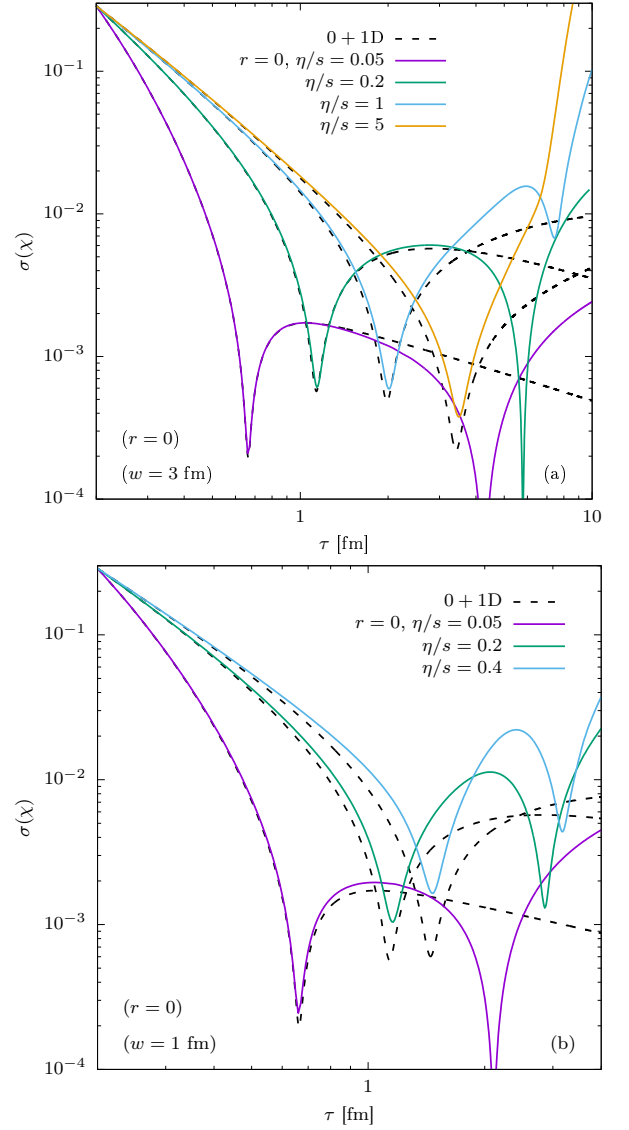 0 + 1D
r = 0, η/s = 0.05
η/s = 0.2
η/s = 1
η/s = 5
10⁻¹
10⁻²
10⁻³
10⁻⁴
σ(χ)
(r = 0)
(w = 3 fm)
(a)
1
10
τ [fm]
0 + 1D
r = 0, η/s = 0.05
η/s = 0.2
η/s = 0.4
10⁻¹
10⁻²
10⁻³
10⁻⁴
σ(χ)
(r = 0)
(w = 1 fm)
(b)
1
τ [fm]